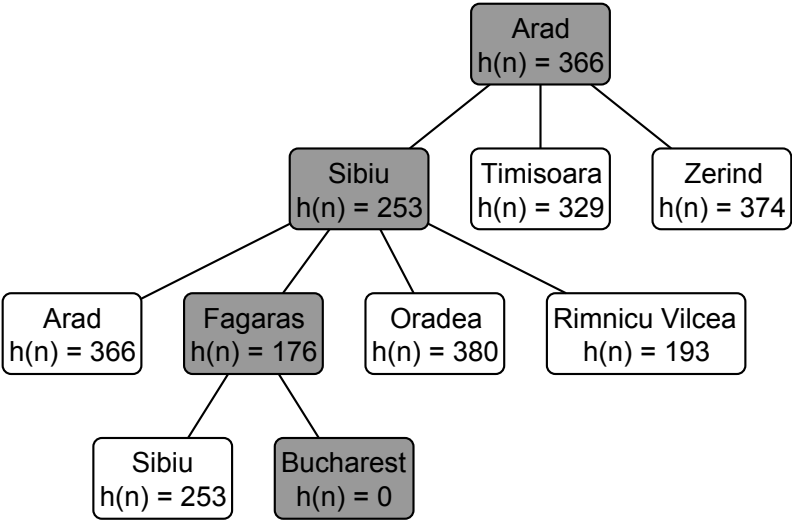 Arad
h(n) = 366
Sibiu
h(n) = 253
Timisoara
h(n) = 329
Zerind
h(n) = 374
Arad
h(n) = 366
Fagaras
h(n) = 176
Oradea
h(n) = 380
Rimnicu Vilcea
h(n) = 193
Sibiu
h(n) = 253
Bucharest
h(n) = 0